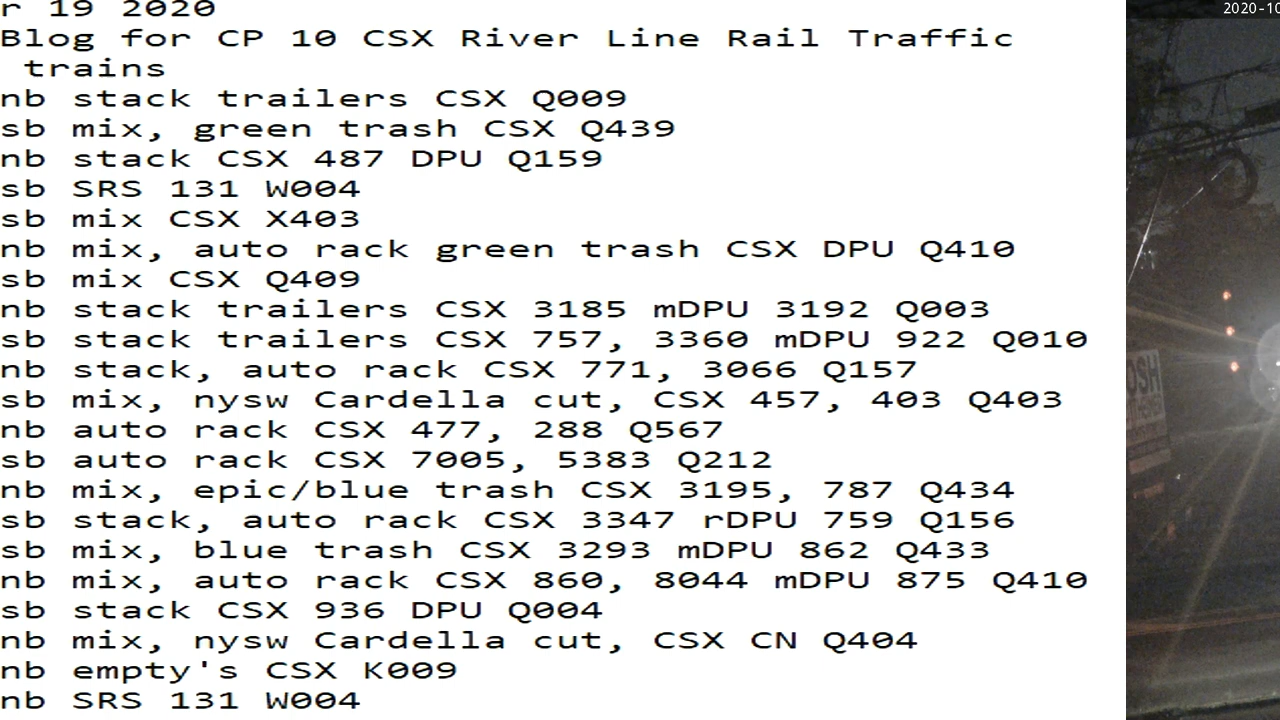 r 19 2020
Blog for CP 10 CSX River Line Rail Traffic
trains
nb stack trailers CSX Q009
sb mix, green trash CSX Q439
nb stack CSX 487 DPU Q159
sb SRS 131 W004
sb mix CSX X403
nb mix, auto rack green trash CSX DPU Q410
sb mix CSX Q409
nb stack trailers CSX 3185 mDPU 3192 Q003
sb stack trailers CSX 757, 3360 mDPU 922 Q010
nb stack, auto rack CSX 771, 3066 Q157
sb mix, nysw Cardella cut, CSX 457, 403 Q403
nb auto rack CSX 477, 288 Q567
sb auto rack CSX 7005, 5383 Q212
nb mix, epic/blue trash CSX 3195, 787 Q434
sb stack, auto rack CSX 3347 rDPU 759 Q156
sb mix, blue trash CSX 3293 mDPU 862 Q433
nb mix, auto rack CSX 860, 8044 mDPU 875 Q410
sb stack CSX 936 DPU Q004
nb mix, nysw Cardella cut, CSX CN Q404
nb empty's CSX K009
nb SRS 131 W004
2020-10
OSH